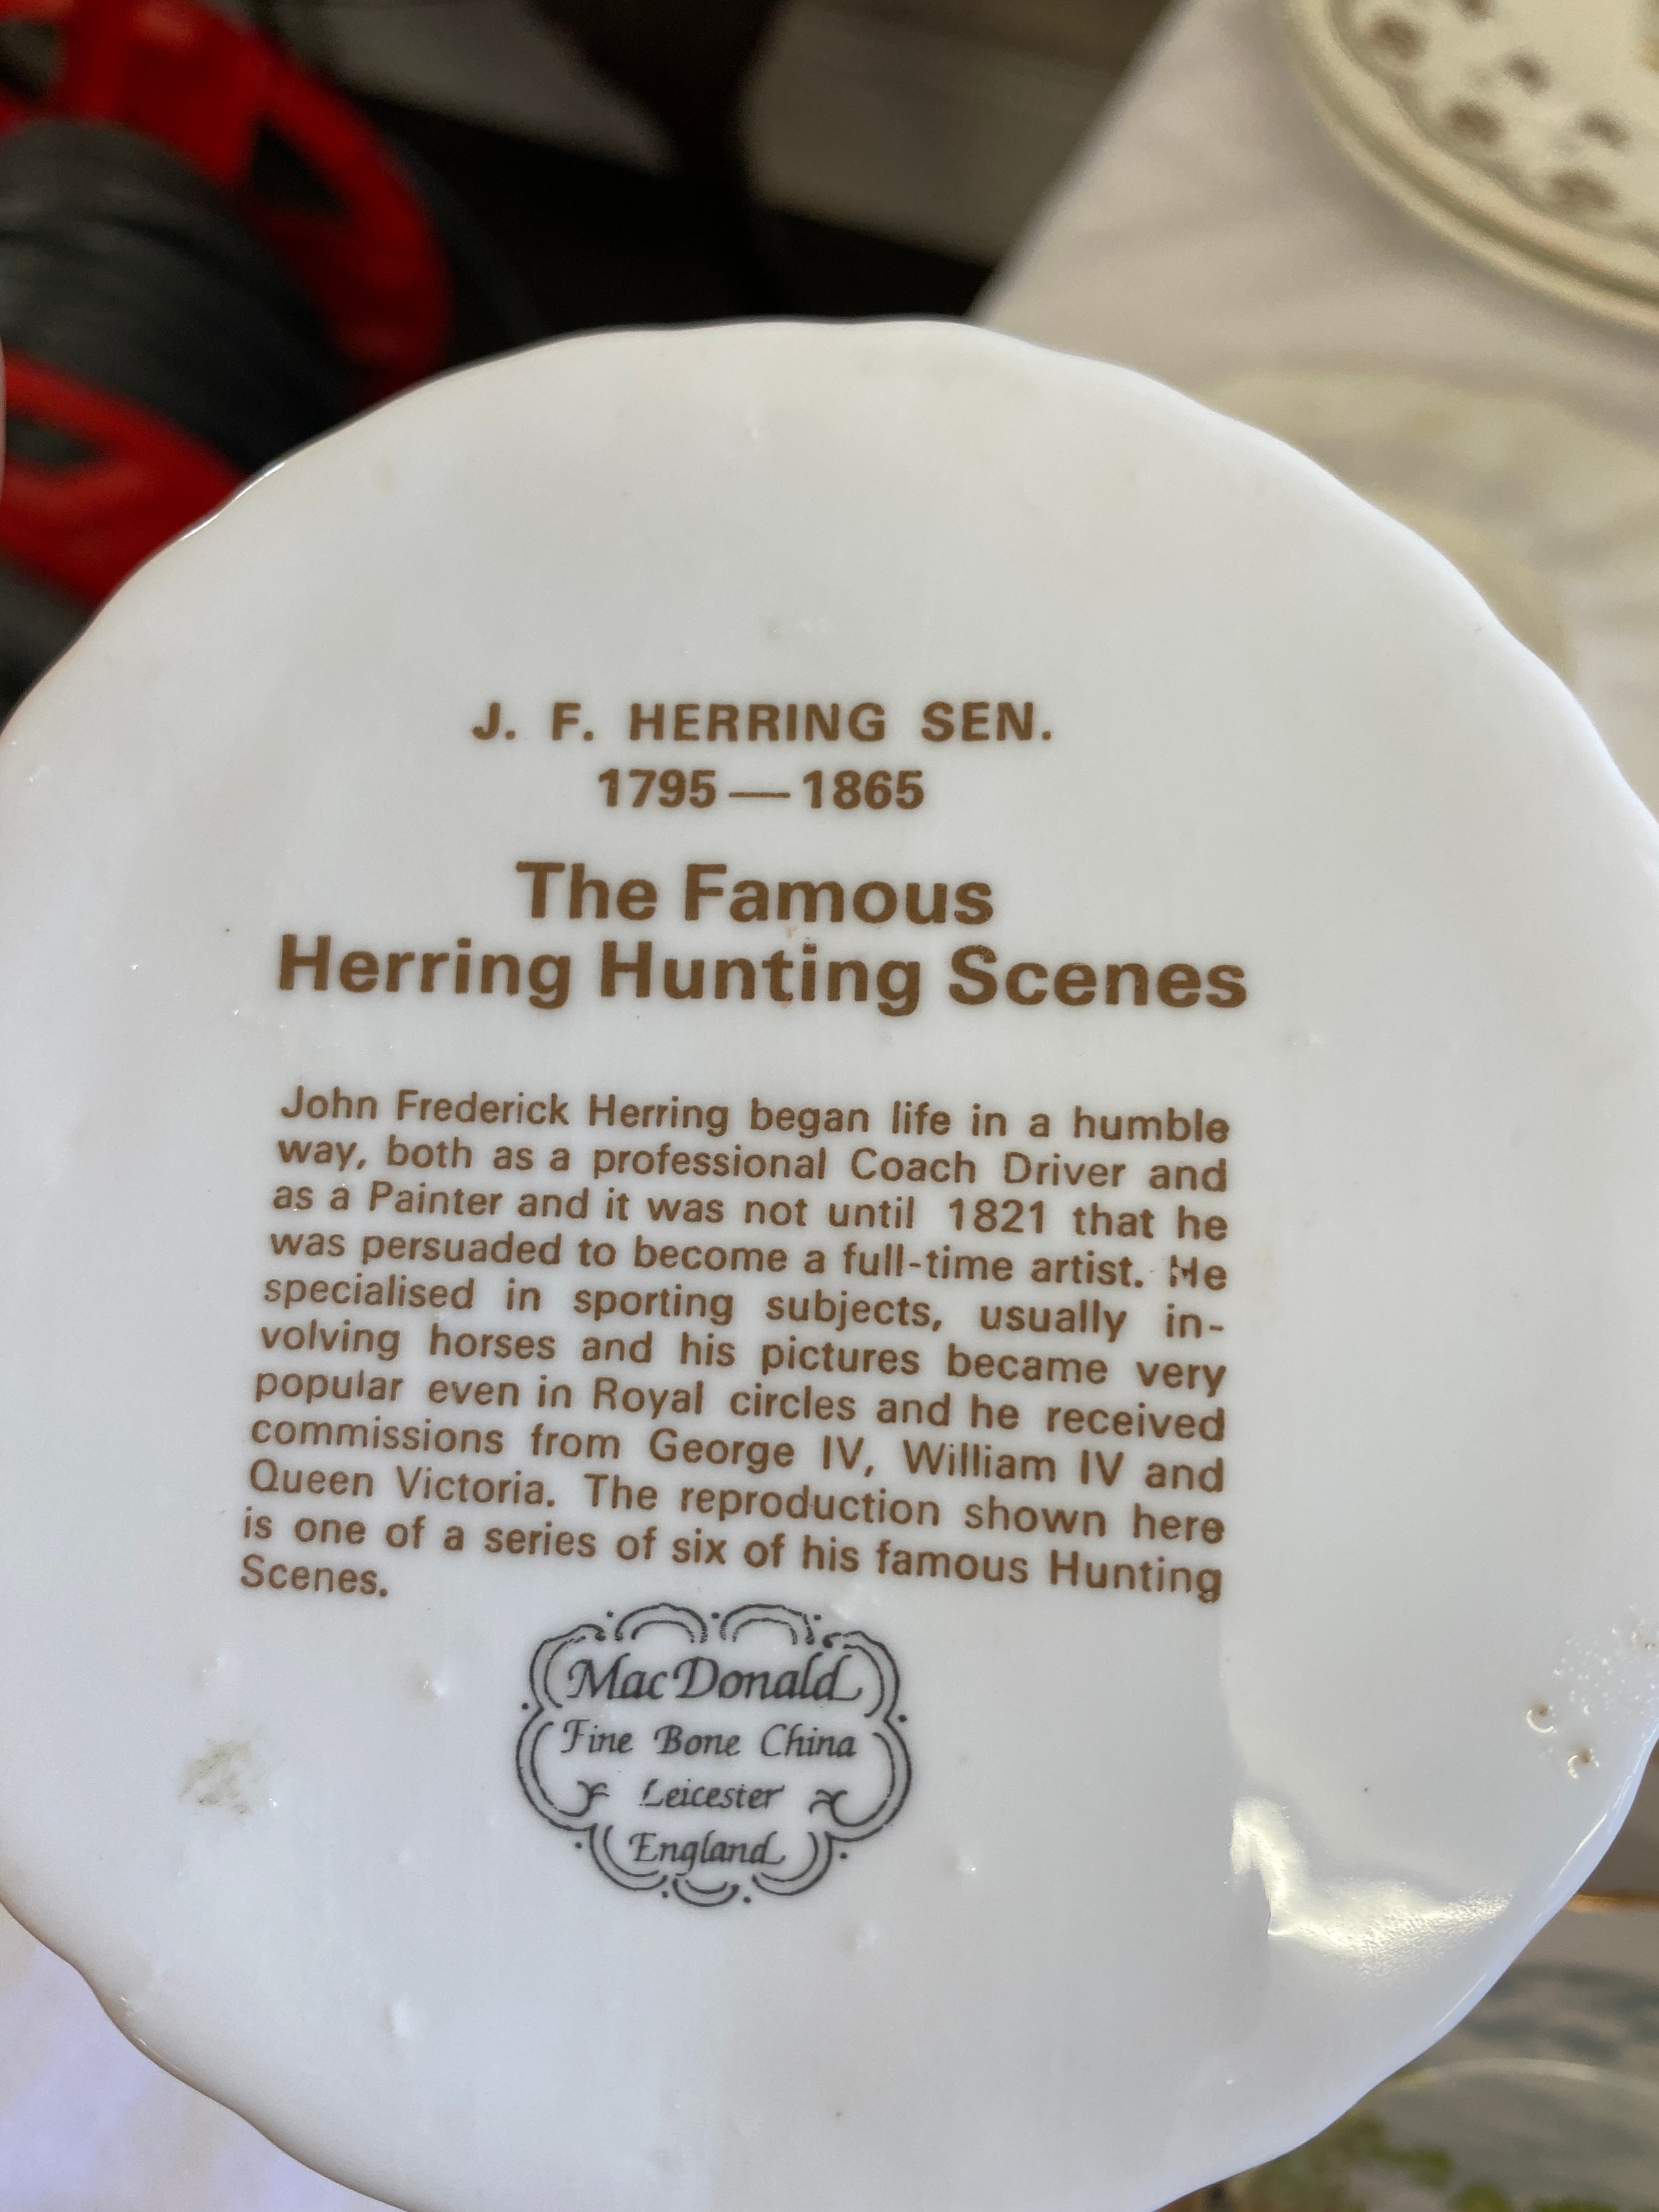 J. F. HERRING SEN.
1795—1865
The Famous
Herring Hunting Scenes
John Frederick Herring began life in a humble
way, both as a professional Coach Driver and
as a Painter and it was not until 1821 that he
was persuaded to become a full-time artist. He
specialised in sporting subjects, usually in-
volving horses and his pictures became very
popular even in Royal circles and he received
commissions from George IV, William IV and
Queen Victoria. The reproduction shown here
is one of a series of six of his famous Hunting
Scenes.
MacDonald
Fine Bone China
Leicester
England